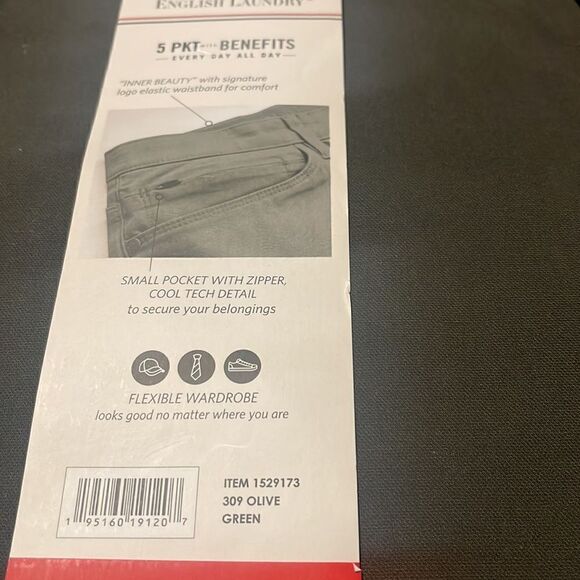 ENGLISH LAUNDRY
5 PKT WITH BENEFITS
EVERY DAY ALL DAY
"INNER BEAUTY" with signature
logo elastic waistband for comfort
SMALL POCKET WITH ZIPPER,
COOL TECH DETAIL
to secure your belongings
FLEXIBLE WARDROBE
looks good no matter where you are
ITEM 1529173
309 OLIVE
GREEN
1 95160 19120 7